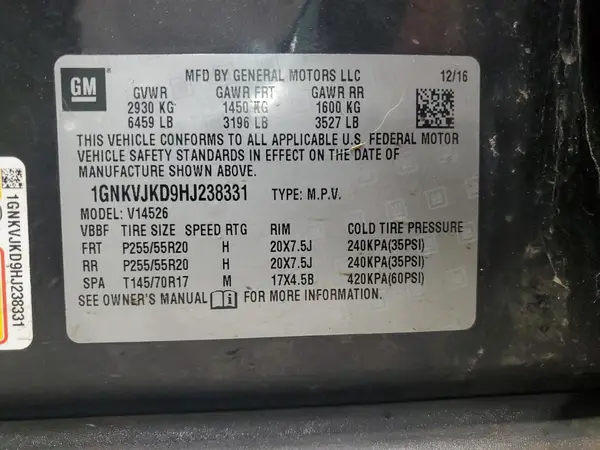 GM
MFD BY GENERAL MOTORS LLC 12/16
GVWR GAWR FRT GAWR RR
2930 KG 1450 KG 1600 KG
6459 LB 3196 LB 3527 LB
THIS VEHICLE CONFORMS TO ALL APPLICABLE U.S. FEDERAL MOTOR
VEHICLE SAFETY STANDARDS IN EFFECT ON THE DATE OF
MANUFACTURE SHOWN ABOVE.
1GNKVJKD9HJ238331 TYPE: M.P.V.
MODEL: V14526
VBBF TIRE SIZE SPEED RTG RIM COLD TIRE PRESSURE
FRT P255/55R20 H 20X7.5J 240KPA(35PSI)
RR P255/55R20 H 20X7.5J 240KPA(35PSI)
SPA T145/70R17 M 17X4.5B 420KPA(60PSI)
SEE OWNER'S MANUAL FOR MORE INFORMATION.
1GNKVJKD9HJ238331